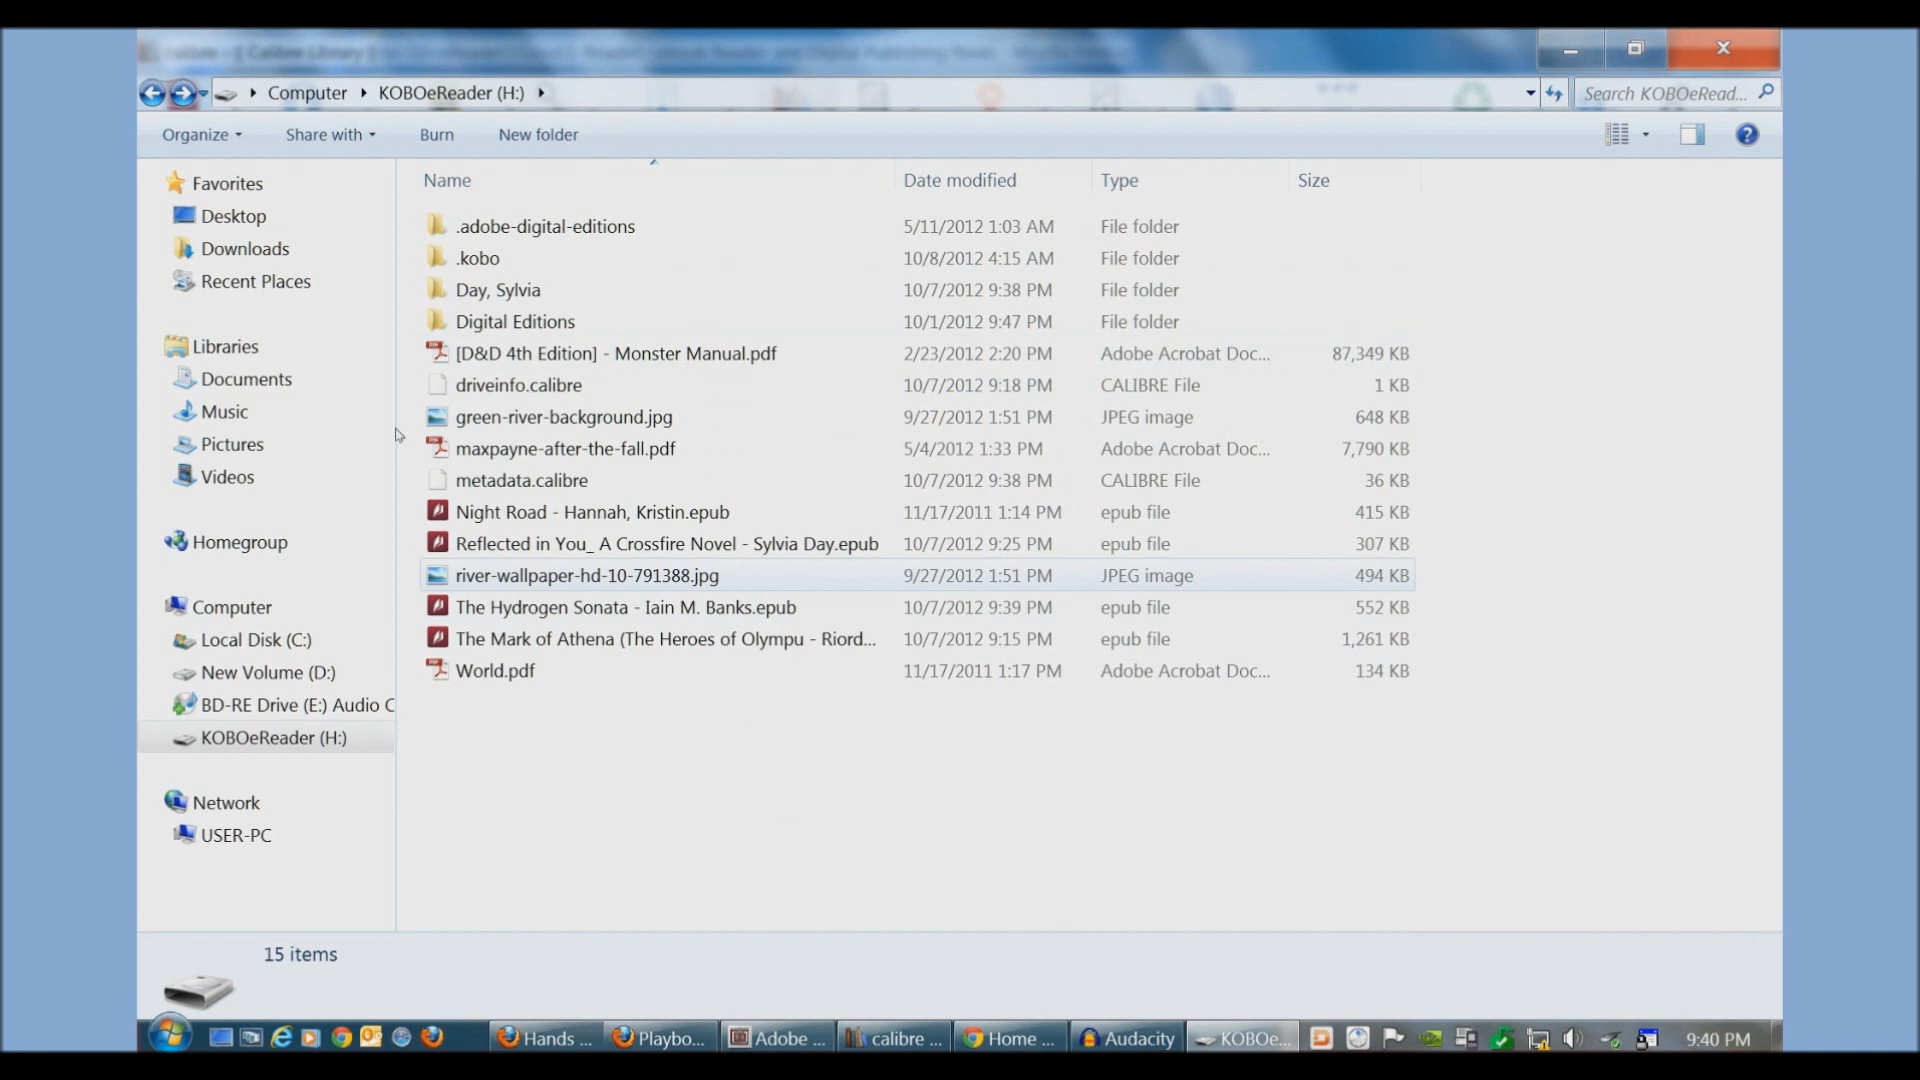 Computer KOBOeReader (H:) Search KOBOeRead...
Organize Share with Burn New folder
Name Date modified Type Size
Favorites
Desktop
Downloads
Recent Places
Libraries
Documents
Music
Pictures
Videos
Homegroup
Computer
Local Disk (C:)
New Volume (D:)
BD-RE Drive (E:) Audio C
KOBOeReader (H:)
Network
USER-PC
.adobe-digital-editions 5/11/2012 1:03 AM File folder
.kobo 10/8/2012 4:15 AM File folder
Day, Sylvia 10/7/2012 9:38 PM File folder
Digital Editions 10/1/2012 9:47 PM File folder
[D&D 4th Edition] - Monster Manual.pdf 2/23/2012 2:20 PM Adobe Acrobat Doc... 87,349 KB
driveinfo.calibre 10/7/2012 9:18 PM CALIBRE File 1 KB
green-river-background.jpg 9/27/2012 1:51 PM JPEG image 648 KB
maxpayne-after-the-fall.pdf 5/4/2012 1:33 PM Adobe Acrobat Doc... 7,790 KB
metadata.calibre 10/7/2012 9:38 PM CALIBRE File 36 KB
Night Road - Hannah, Kristin.epub 11/17/2011 1:14 PM epub file 415 KB
Reflected in You_ A Crossfire Novel - Sylvia Day.epub 10/7/2012 9:25 PM epub file 307 KB
river-wallpaper-hd-10-791388.jpg 9/27/2012 1:51 PM JPEG image 494 KB
The Hydrogen Sonata - Iain M. Banks.epub 10/7/2012 9:39 PM epub file 552 KB
The Mark of Athena (The Heroes of Olympu - Riord... 10/7/2012 9:15 PM epub file 1,261 KB
World.pdf 11/17/2011 1:17 PM Adobe Acrobat Doc... 134 KB
15 items
Hands ... Playbo... Adobe ... calibre ... Home ... Audacity KOBOe... 9:40 PM